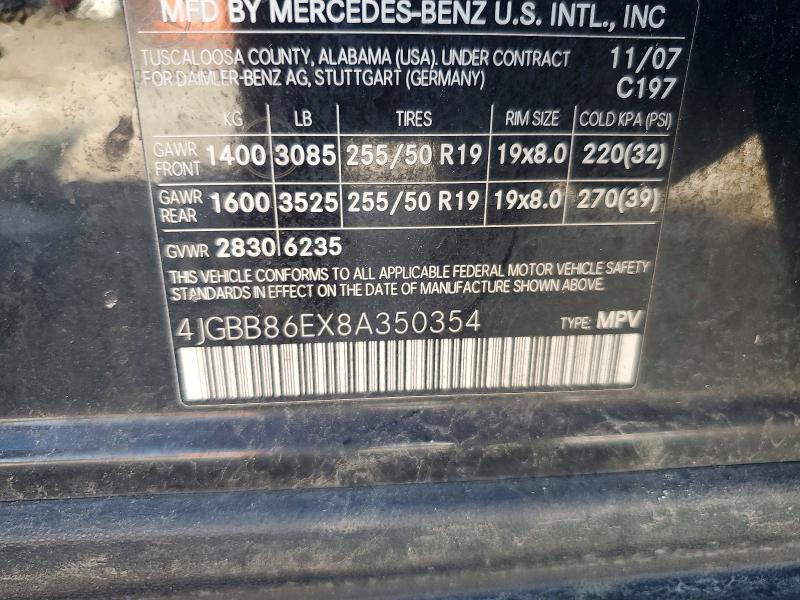 MFD BY MERCEDES-BENZ U.S. INTL., INC
TUSCALOOSA COUNTY, ALABAMA (USA). UNDER CONTRACT 11/07
FOR DAIMLER-BENZ AG, STUTTGART (GERMANY) C197
KG LB TIRES RIM SIZE COLD KPA (PSI)
GAWR FRONT 1400 3085 255/50 R19 19x8.0 220(32)
GAWR REAR 1600 3525 255/50 R19 19x8.0 270(39)
GVWR 2830 6235
THIS VEHICLE CONFORMS TO ALL APPLICABLE FEDERAL MOTOR VEHICLE SAFETY
STANDARDS IN EFFECT ON THE DATE OF MANUFACTURE SHOWN ABOVE.
4JGBB86EX8A350354 TYPE: MPV